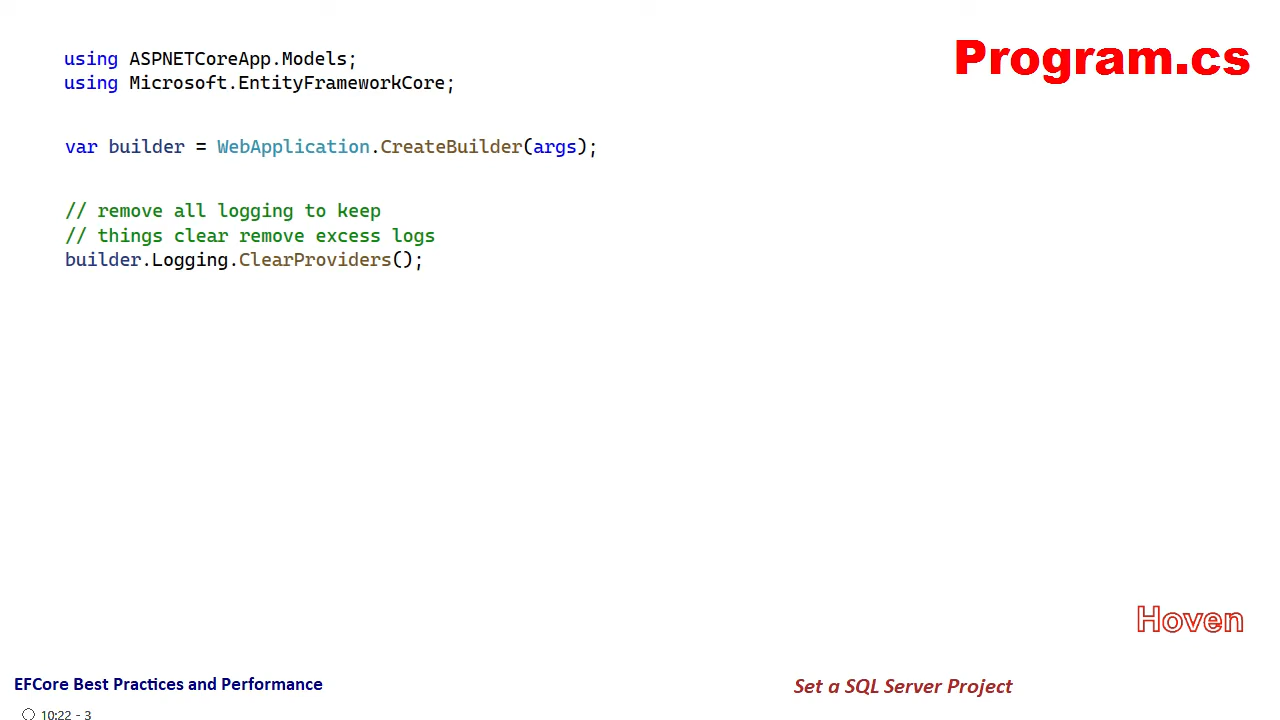 using ASPNETCoreApp.Models;
using Microsoft.EntityFrameworkCore;
Program.cs
var builder = WebApplication.CreateBuilder(args);
// remove all logging to keep
// things clear remove excess logs
builder.Logging.ClearProviders();
Hoven
EFCore Best Practices and Performance
Set a SQL Server Project
10:22 - 3